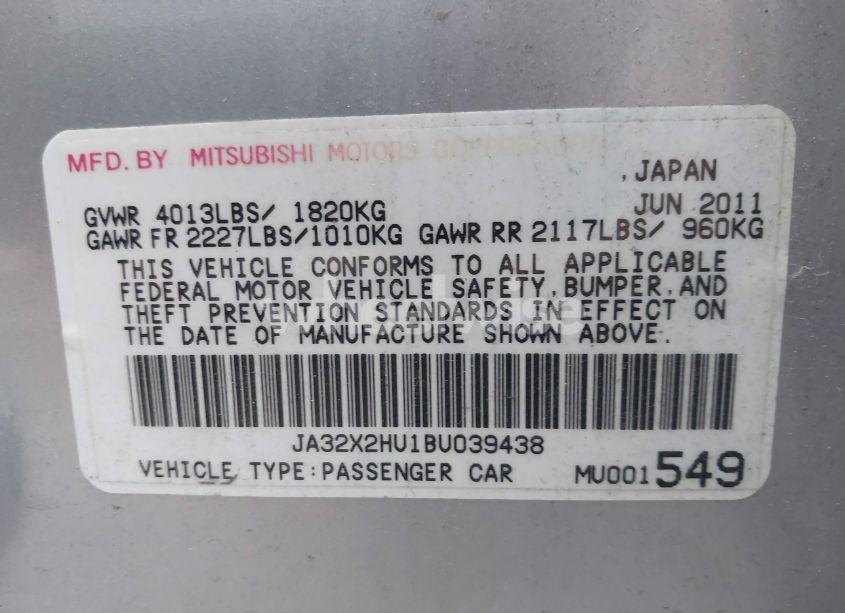 MFD. BY MITSUBISHI MOTORS CORPORATION
, JAPAN
GVWR 4013LBS/ 1820KG JUN 2011
GAWR FR 2227LBS/1010KG GAWR RR 2117LBS/ 960KG
THIS VEHICLE CONFORMS TO ALL APPLICABLE
FEDERAL MOTOR VEHICLE SAFETY, BUMPER, AND
THEFT PREVENTION STANDARDS IN EFFECT ON
THE DATE OF MANUFACTURE SHOWN ABOVE.
JA32X2HU1BU039438
VEHICLE TYPE:PASSENGER CAR MU001549